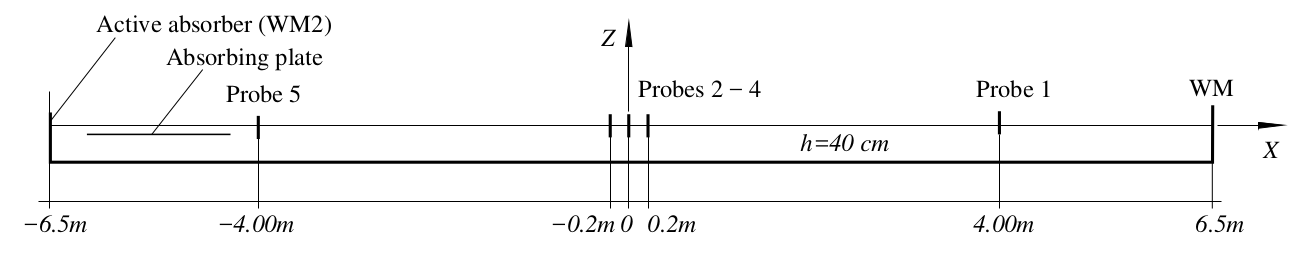 Active absorber (WM2)
Z
Absorbing plate
Probe 5
Probes 2 − 4
Probe 1
WM
h=40 cm
X
−6.5m
−4.00m
−0.2m
0
0.2m
4.00m
6.5m